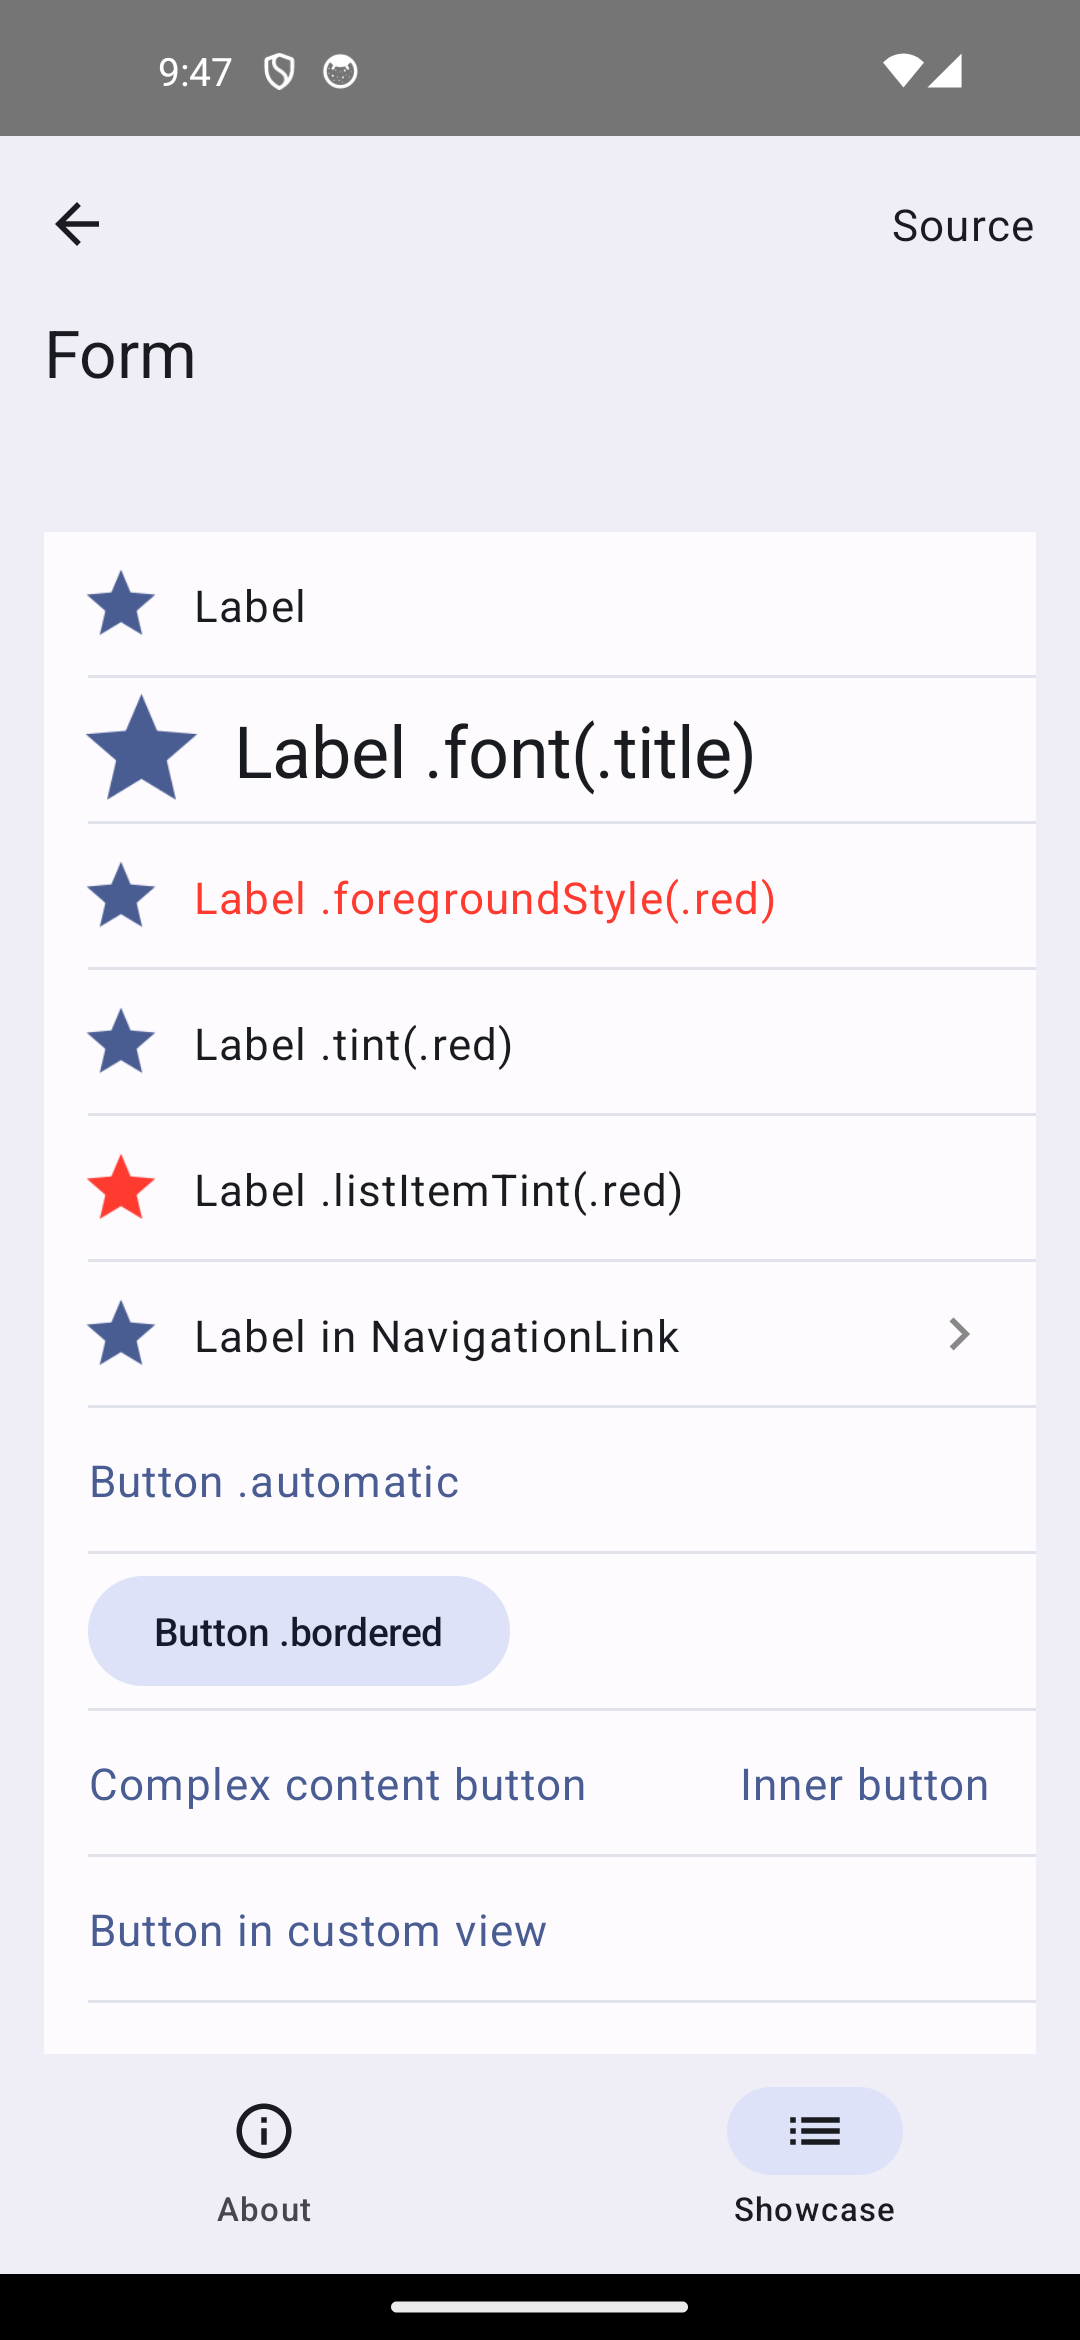 9:47
Source
Form
Label
Label .font(.title)
Label .foregroundStyle(.red)
Label .tint(.red)
Label .listItemTint(.red)
Label in NavigationLink
Button .automatic
Button .bordered
Complex content button Inner button
Button in custom view
About Showcase